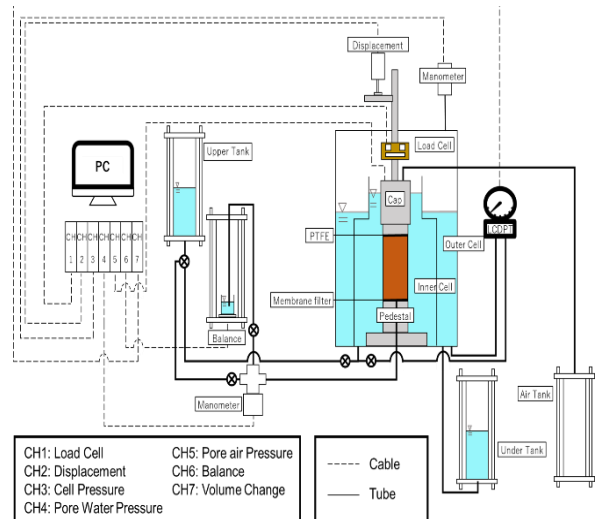 Displacement
Manometer
Upper Tank
Load Cell
PC
Cap
CH 1
CH 2
CH 3
CH 4
CH 5
CH 6
CH 7
LCDPT
PTFE
Outer Cell
Inner Cell
Membrane filter
Pedestal
Balance
Manometer
Air Tank
Under Tank
CH1: Load Cell
CH2: Displacement
CH3: Cell Pressure
CH4: Pore Water Pressure
CH5: Pore air Pressure
CH6: Balance
CH7: Volume Change
Cable
Tube